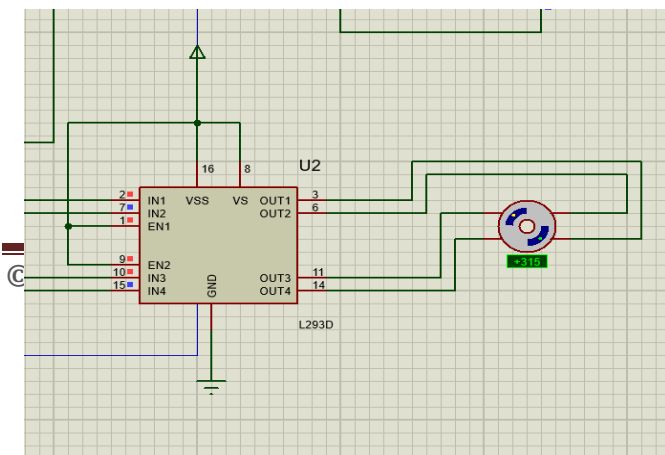 U2
16 8
2 IN1 VSS VS OUT1 3
7 IN2 OUT2 6
1 EN1
9 EN2
10 IN3 OUT3 11
15 IN4 GND OUT4 14
L293D
+315
©